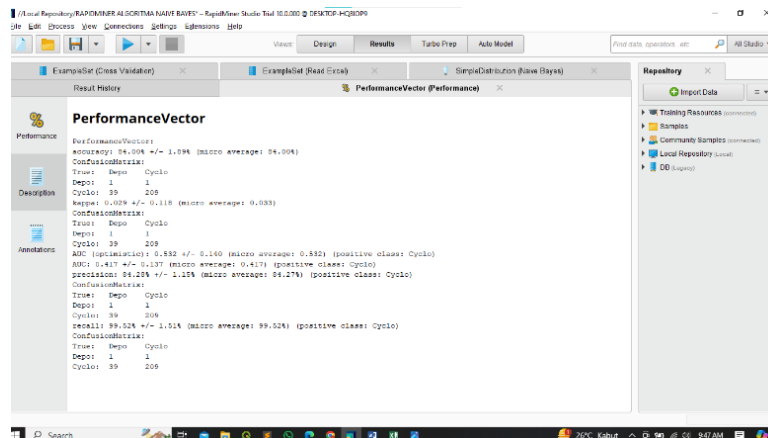 //Local Repository/RAPIDMINER ALGORITMA NAIVE BAYES* – RapidMiner Studio Trial 10.0.000 @ DESKTOP-HQBIOP9
File Edit Process View Connections Settings Extensions Help
Views: Design Results Turbo Prep Auto Model Find data, operators...etc All Studio
ExampleSet (Cross Validation) ExampleSet (Read Excel) SimpleDistribution (Naive Bayes) Repository
Result History PerformanceVector (Performance) Import Data
Performance
Description
Annotations
PerformanceVector
PerformanceVector:
accuracy: 84.00% +/- 1.89% (micro average: 84.00%)
ConfusionMatrix:
True: Depo Cyclo
Depo: 1 1
Cyclo: 39 209
kappa: 0.029 +/- 0.118 (micro average: 0.033)
ConfusionMatrix:
True: Depo Cyclo
Depo: 1 1
Cyclo: 39 209
AUC (optimistic): 0.532 +/- 0.140 (micro average: 0.532) (positive class: Cyclo)
AUC: 0.417 +/- 0.137 (micro average: 0.417) (positive class: Cyclo)
precision: 84.28% +/- 1.15% (micro average: 84.27%) (positive class: Cyclo)
ConfusionMatrix:
True: Depo Cyclo
Depo: 1 1
Cyclo: 39 209
recall: 99.52% +/- 1.51% (micro average: 99.52%) (positive class: Cyclo)
ConfusionMatrix:
True: Depo Cyclo
Depo: 1 1
Cyclo: 39 209
Training Resources (connected)
Samples
Community Samples (connected)
Local Repository (Local)
DB (Legacy)
Search 26°C Kabut 9:47 AM